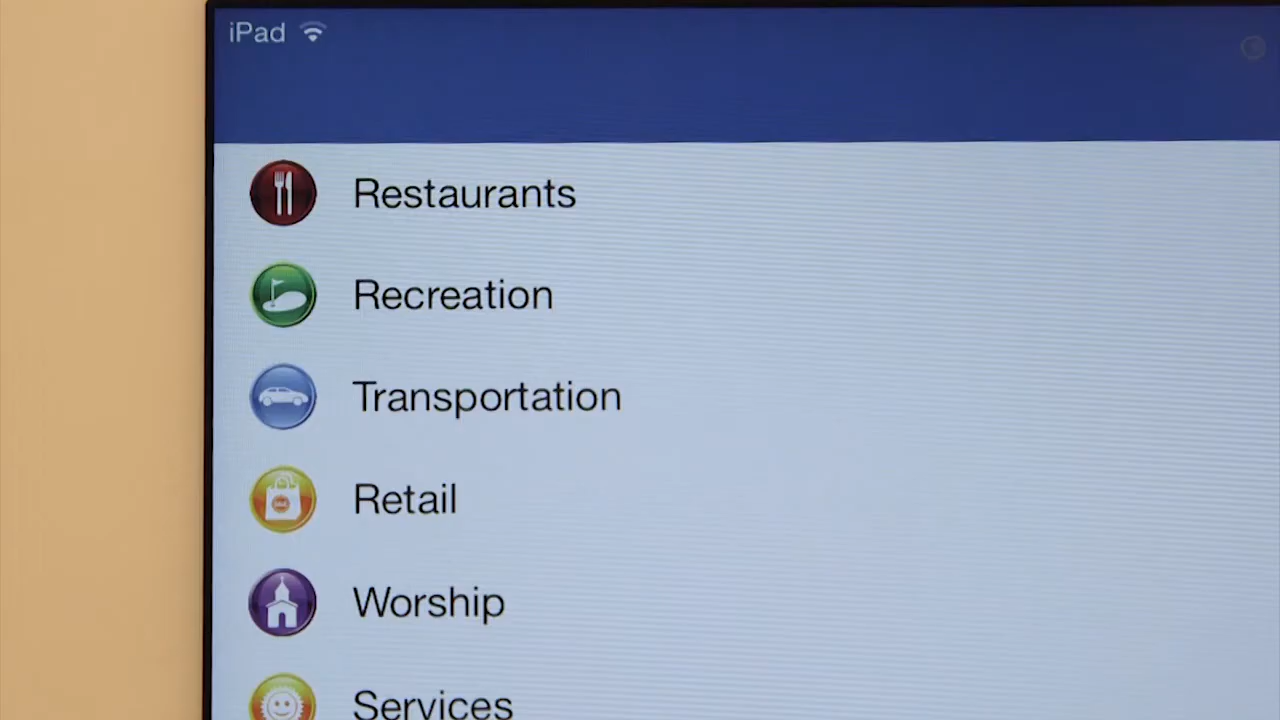 iPad
Restaurants
Recreation
Transportation
Retail
Worship
Services